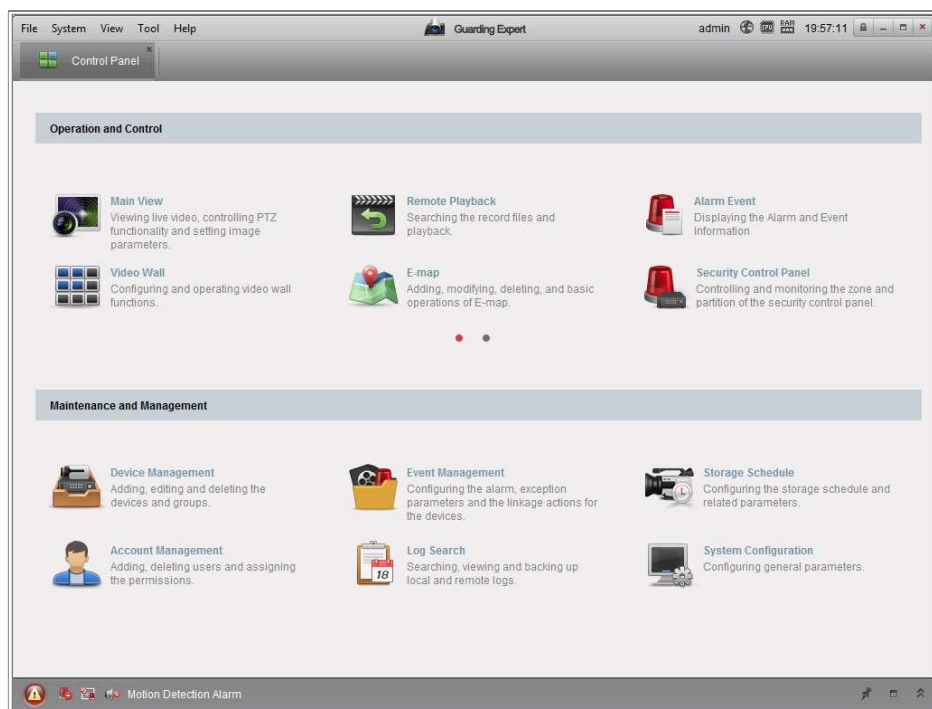 File System View Tool Help
Guarding Expert
admin CPU RAM 19:57:11
Control Panel
Operation and Control
Main View
Viewing live video, controlling PTZ
functionality and setting image
parameters.
Remote Playback
Searching the record files and
playback.
Alarm Event
Displaying the Alarm and Event
Information
Video Wall
Configuring and operating video wall
functions.
E-map
Adding, modifying, deleting, and basic
operations of E-map.
Security Control Panel
Controlling and monitoring the zone and
partition of the security control panel.
Maintenance and Management
Device Management
Adding, editing and deleting the
devices and groups.
Event Management
Configuring the alarm, exception
parameters and the linkage actions for
the devices.
Storage Schedule
Configuring the storage schedule and
related parameters.
Account Management
Adding, deleting users and assigning
the permissions.
18
Log Search
Searching, viewing and backing up
local and remote logs.
System Configuration
Configuring general parameters.
Motion Detection Alarm